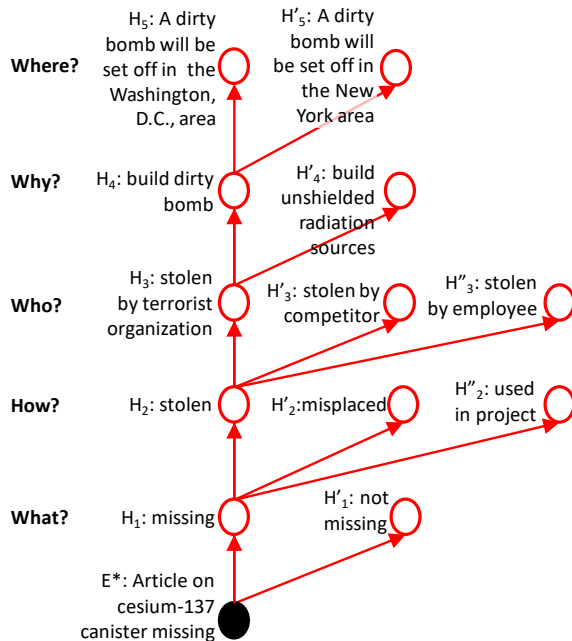 Where?
H₅: A dirty
bomb will be
set off in the
Washington,
D.C., area
H’₅: A dirty
bomb will
be set off in
the New
York area
Why?
H₄: build dirty
bomb
H’₄: build
unshielded
radiation
sources
Who?
H₃: stolen
by terrorist
organization
H’₃: stolen by
competitor
H”₃: stolen
by employee
How?
H₂: stolen
H’₂:misplaced
H”₂: used
in project
What?
H₁: missing
H’₁: not
missing
E*: Article on
cesium-137
canister missing